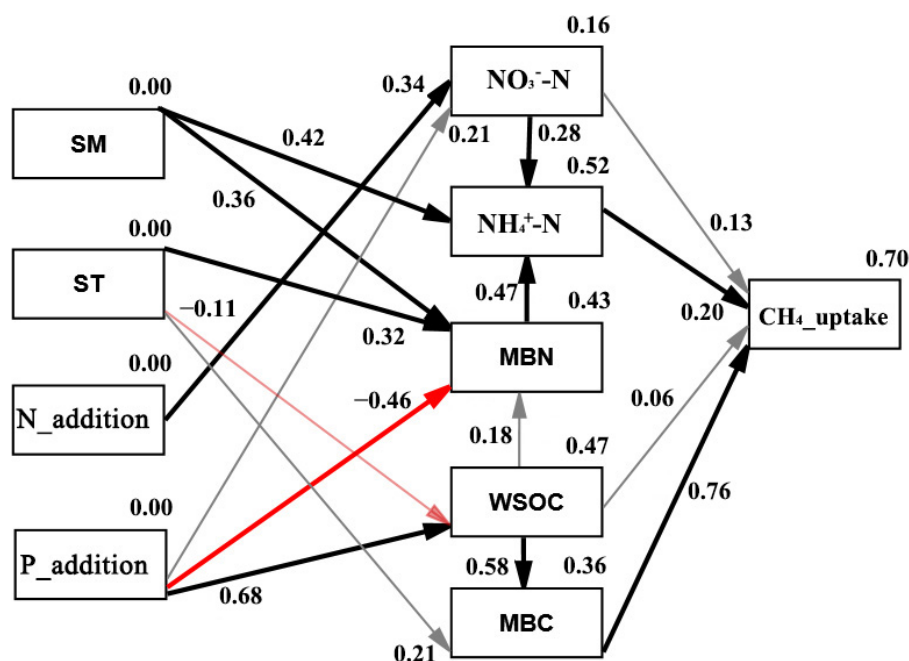 0.16
0.00
0.34
NO₃⁻-N
SM
0.42
0.21
0.28
0.52
0.36
0.00
NH₄⁺-N
0.13
ST
0.70
−0.11
0.47
0.43
0.20
CH₄_uptake
0.32
0.00
MBN
N_addition
−0.46
0.06
0.18
0.47
0.00
WSOC
0.76
P_addition
0.58
0.36
0.68
MBC
0.21